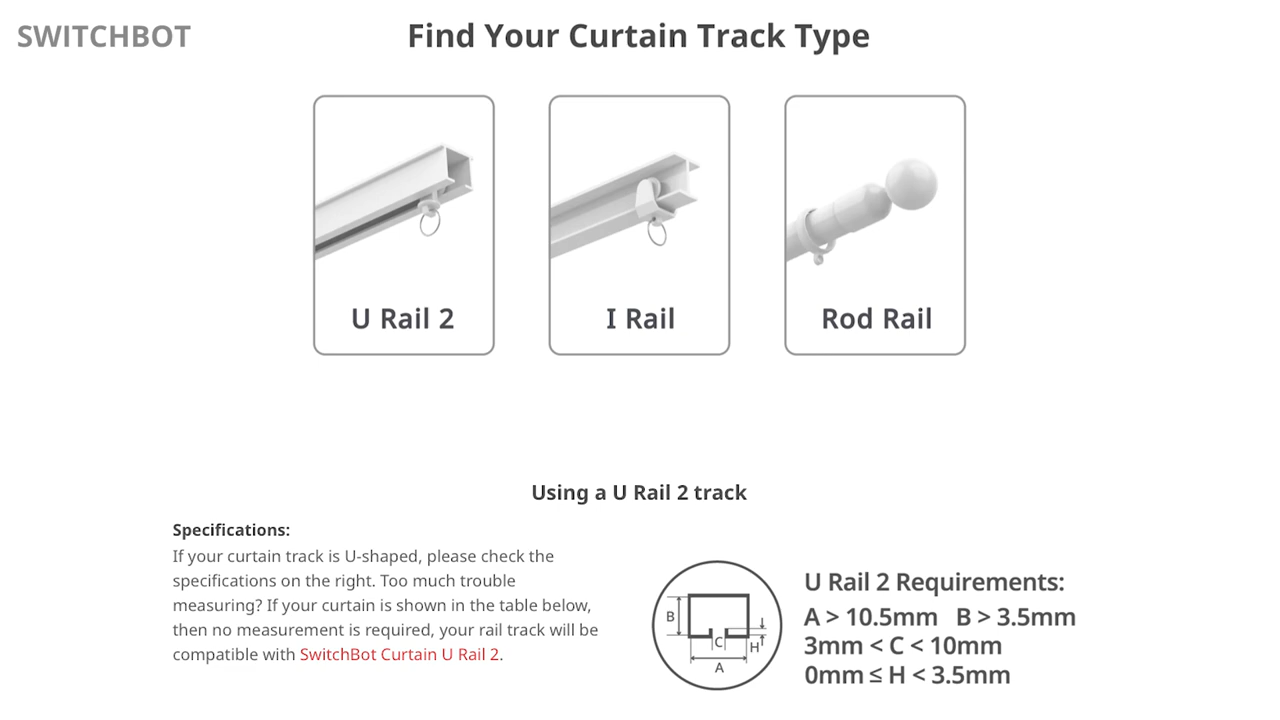 SWITCHBOT
Find Your Curtain Track Type
U Rail 2
I Rail
Rod Rail
Using a U Rail 2 track
Specifications:
If your curtain track is U-shaped, please check the
specifications on the right. Too much trouble
measuring? If your curtain is shown in the table below,
then no measurement is required, your rail track will be
compatible with SwitchBot Curtain U Rail 2.
B
C
H
A
U Rail 2 Requirements:
A > 10.5mm B > 3.5mm
3mm < C < 10mm
0mm ≤ H < 3.5mm